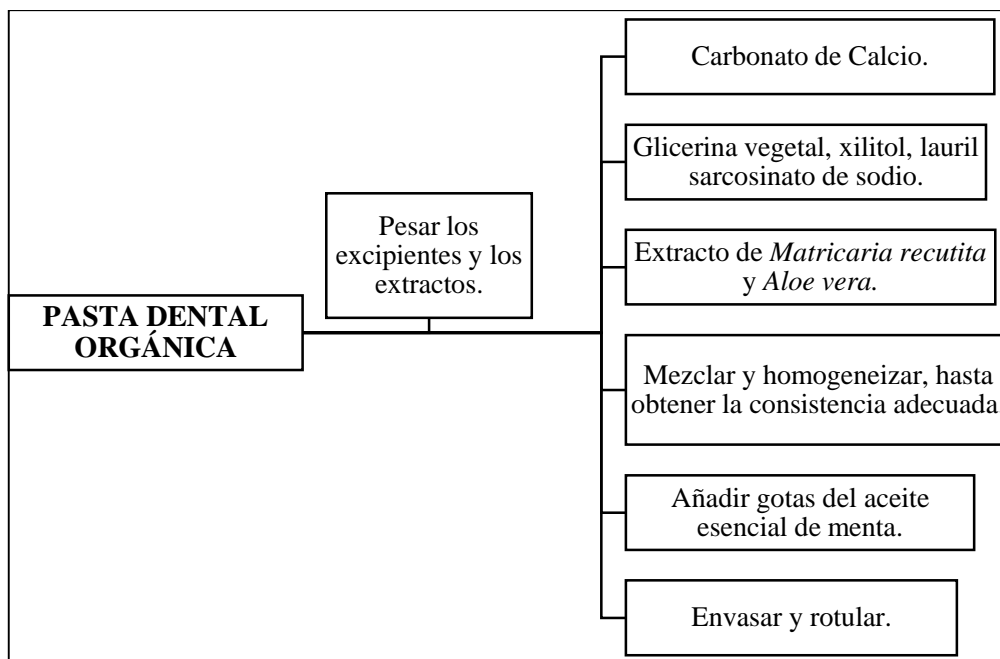 PASTA DENTAL
ORGÁNICA
Pesar los
excipientes y los
extractos.
Carbonato de Calcio.
Glicerina vegetal, xilitol, lauril
sarcosinato de sodio.
Extracto de Matricaria recutita
y Aloe vera.
Mezclar y homogeneizar, hasta
obtener la consistencia adecuada.
Añadir gotas del aceite
esencial de menta.
Envasar y rotular.